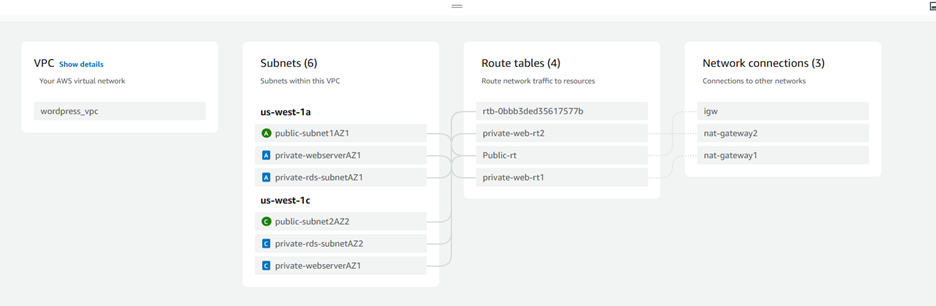 VPC Show details
Your AWS virtual network
wordpress_vpc
Subnets (6)
Subnets within this VPC
us-west-1a
A public-subnet1AZ1
A private-webserverAZ1
A private-rds-subnetAZ1
us-west-1c
C public-subnet2AZ2
C private-rds-subnetAZ2
C private-webserverAZ1
Route tables (4)
Route network traffic to resources
rtb-0bbb3ded35617577b
private-web-rt2
Public-rt
private-web-rt1
Network connections (3)
Connections to other networks
igw
nat-gateway2
nat-gateway1